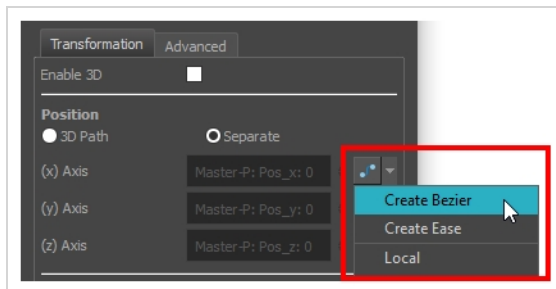 Transformation Advanced
Enable 3D
Position
3D Path Separate
(x) Axis Master-P: Pos_x: 0
Create Bezier
(y) Axis Master-P: Pos_y: 0
Create Ease
(z) Axis Master-P: Pos_z: 0
Local